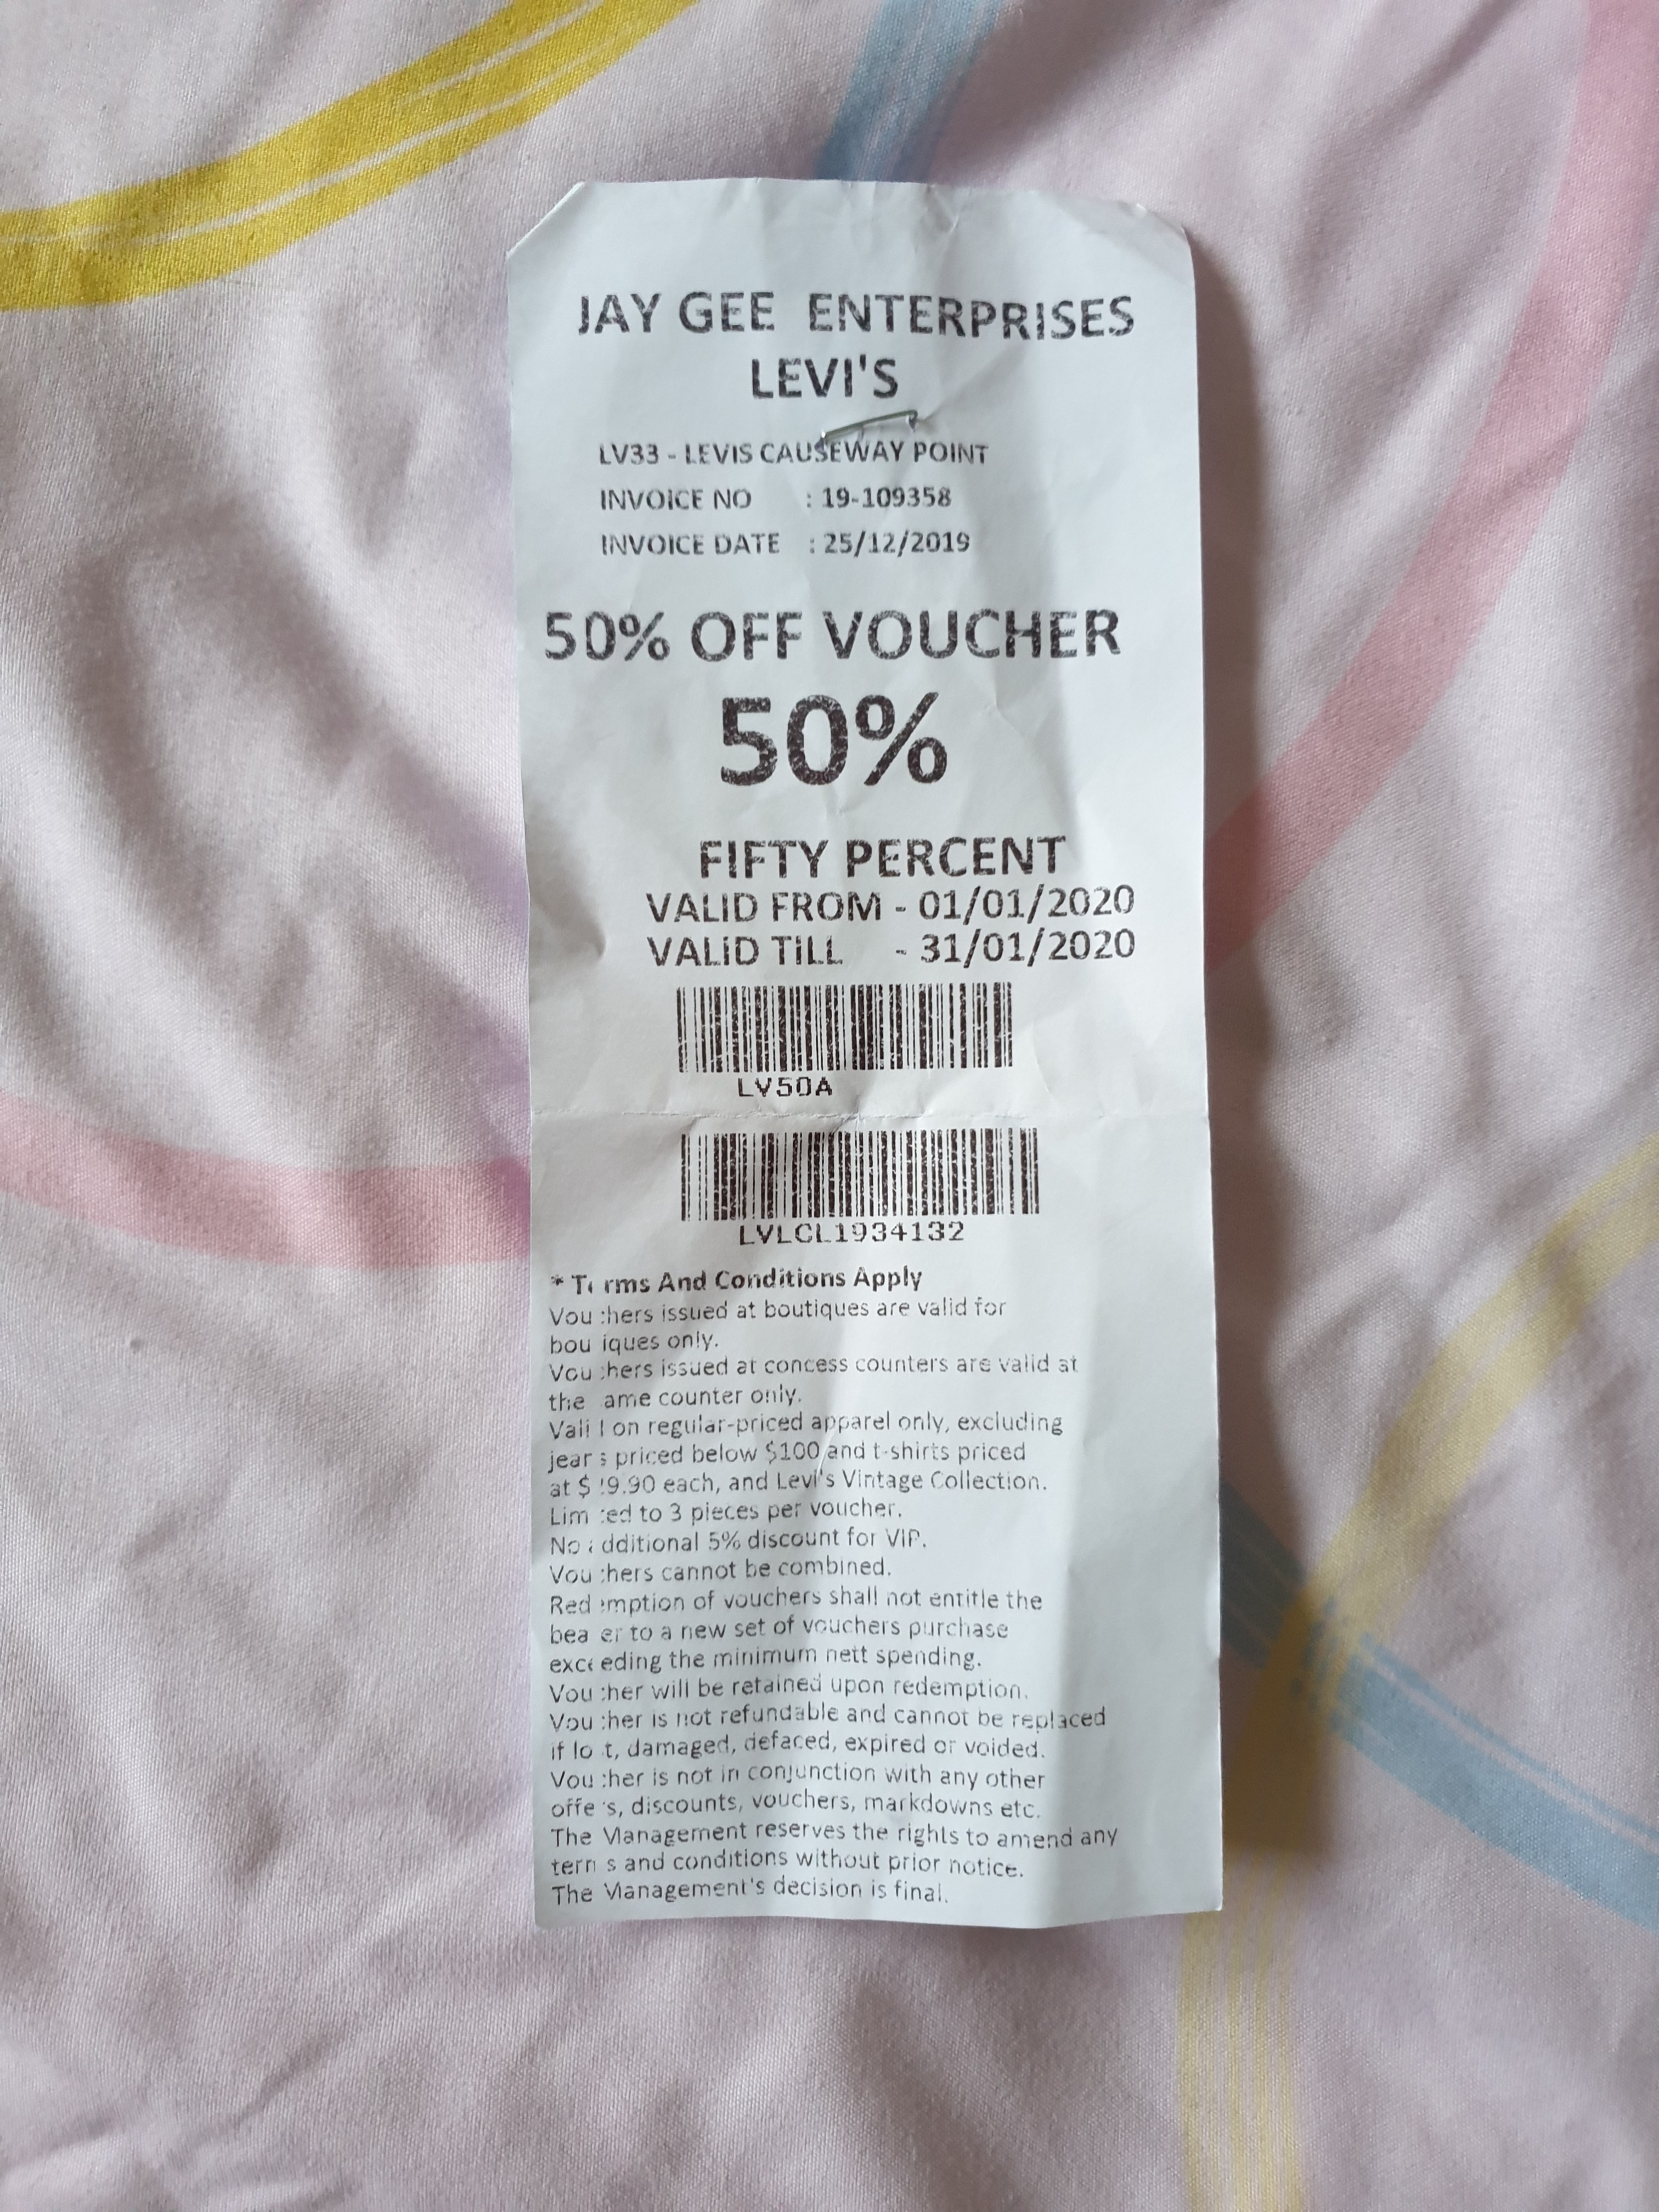 JAY GEE ENTERPRISES
LEVI'S
LV33 - LEVIS CAUSEWAY POINT
INVOICE NO : 19-109358
INVOICE DATE : 25/12/2019
50% OFF VOUCHER
50%
FIFTY PERCENT
VALID FROM - 01/01/2020
VALID TILL - 31/01/2020
LV50A
LVLCL1934132
* Terms And Conditions Apply
Vouchers issued at boutiques are valid for
boutiques only.
Vouchers issued at concess counters are valid at
the same counter only.
Valid on regular-priced apparel only, excluding
jeans priced below $100 and t-shirts priced
at each, and Levi's Vintage Collection.
Limited to 3 pieces per voucher.
No additional 5% discount for VIP.
Vouchers cannot be combined.
Redemption of vouchers shall not entitle the
bearer to a new set of vouchers purchase
exceeding the minimum nett spending.
Voucher will be retained upon redemption.
Voucher is not refundable and cannot be replaced
if lost, damaged, defaced, expired or voided.
Voucher is not in conjunction with any other
offers, discounts, vouchers, markdowns etc.
The Management reserves the rights to amend any
terms and conditions without prior notice.
The Management's decision is final.